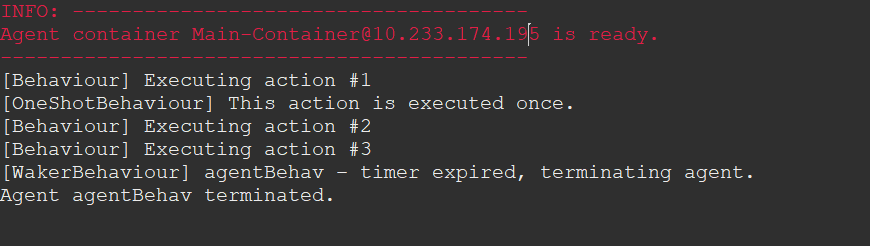 INFO: --------------------------------------
Agent container Main-Container@10.233.174.195 is ready.
--------------------------------------------
[Behaviour] Executing action #1
[OneShotBehaviour] This action is executed once.
[Behaviour] Executing action #2
[Behaviour] Executing action #3
[WakerBehaviour] agentBehav - timer expired, terminating agent.
Agent agentBehav terminated.